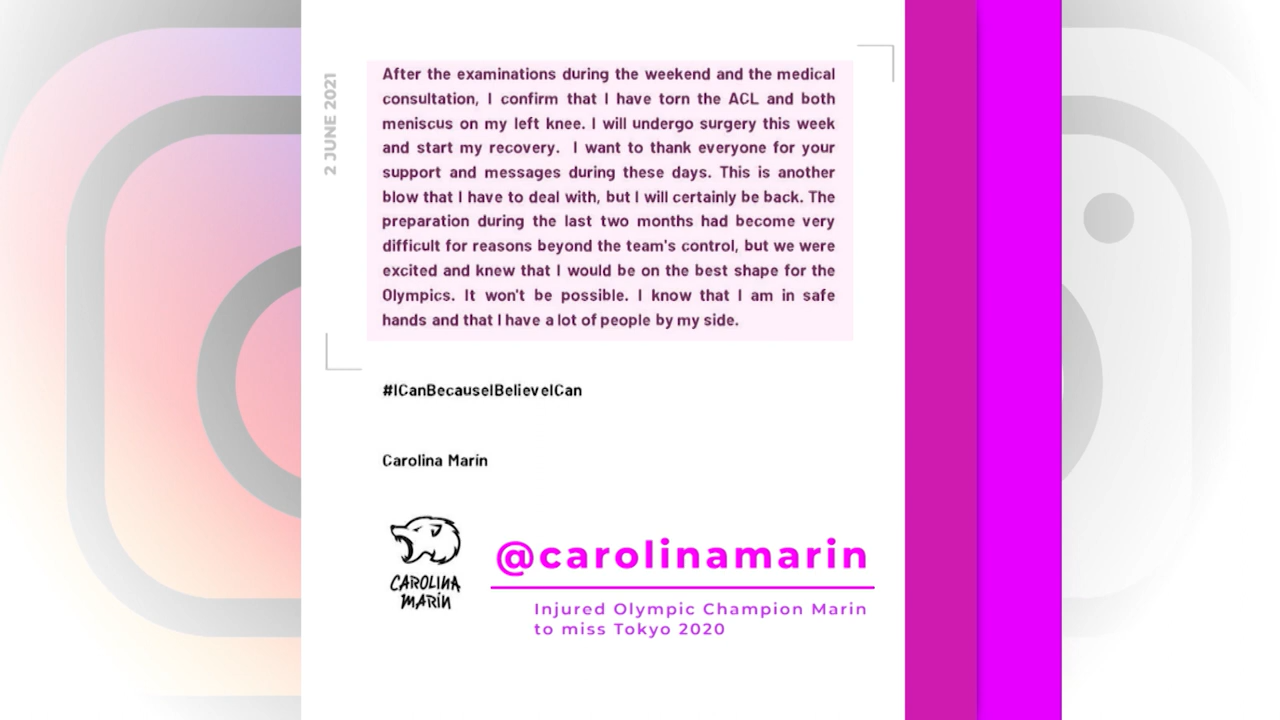 2 JUNE 2021
After the examinations during the weekend and the medical
consultation, I confirm that I have torn the ACL and both
meniscus on my left knee. I will undergo surgery this week
and start my recovery. I want to thank everyone for your
support and messages during these days. This is another
blow that I have to deal with, but I will certainly be back. The
preparation during the last two months had become very
difficult for reasons beyond the team's control, but we were
excited and knew that I would be on the best shape for the
Olympics. It won't be possible. I know that I am in safe
hands and that I have a lot of people by my side.
#ICanBecauseIBelieveICan
Carolina Marín
CAROLINA
MARÍN
@carolinamarin
Injured Olympic Champion Marin
to miss Tokyo 2020